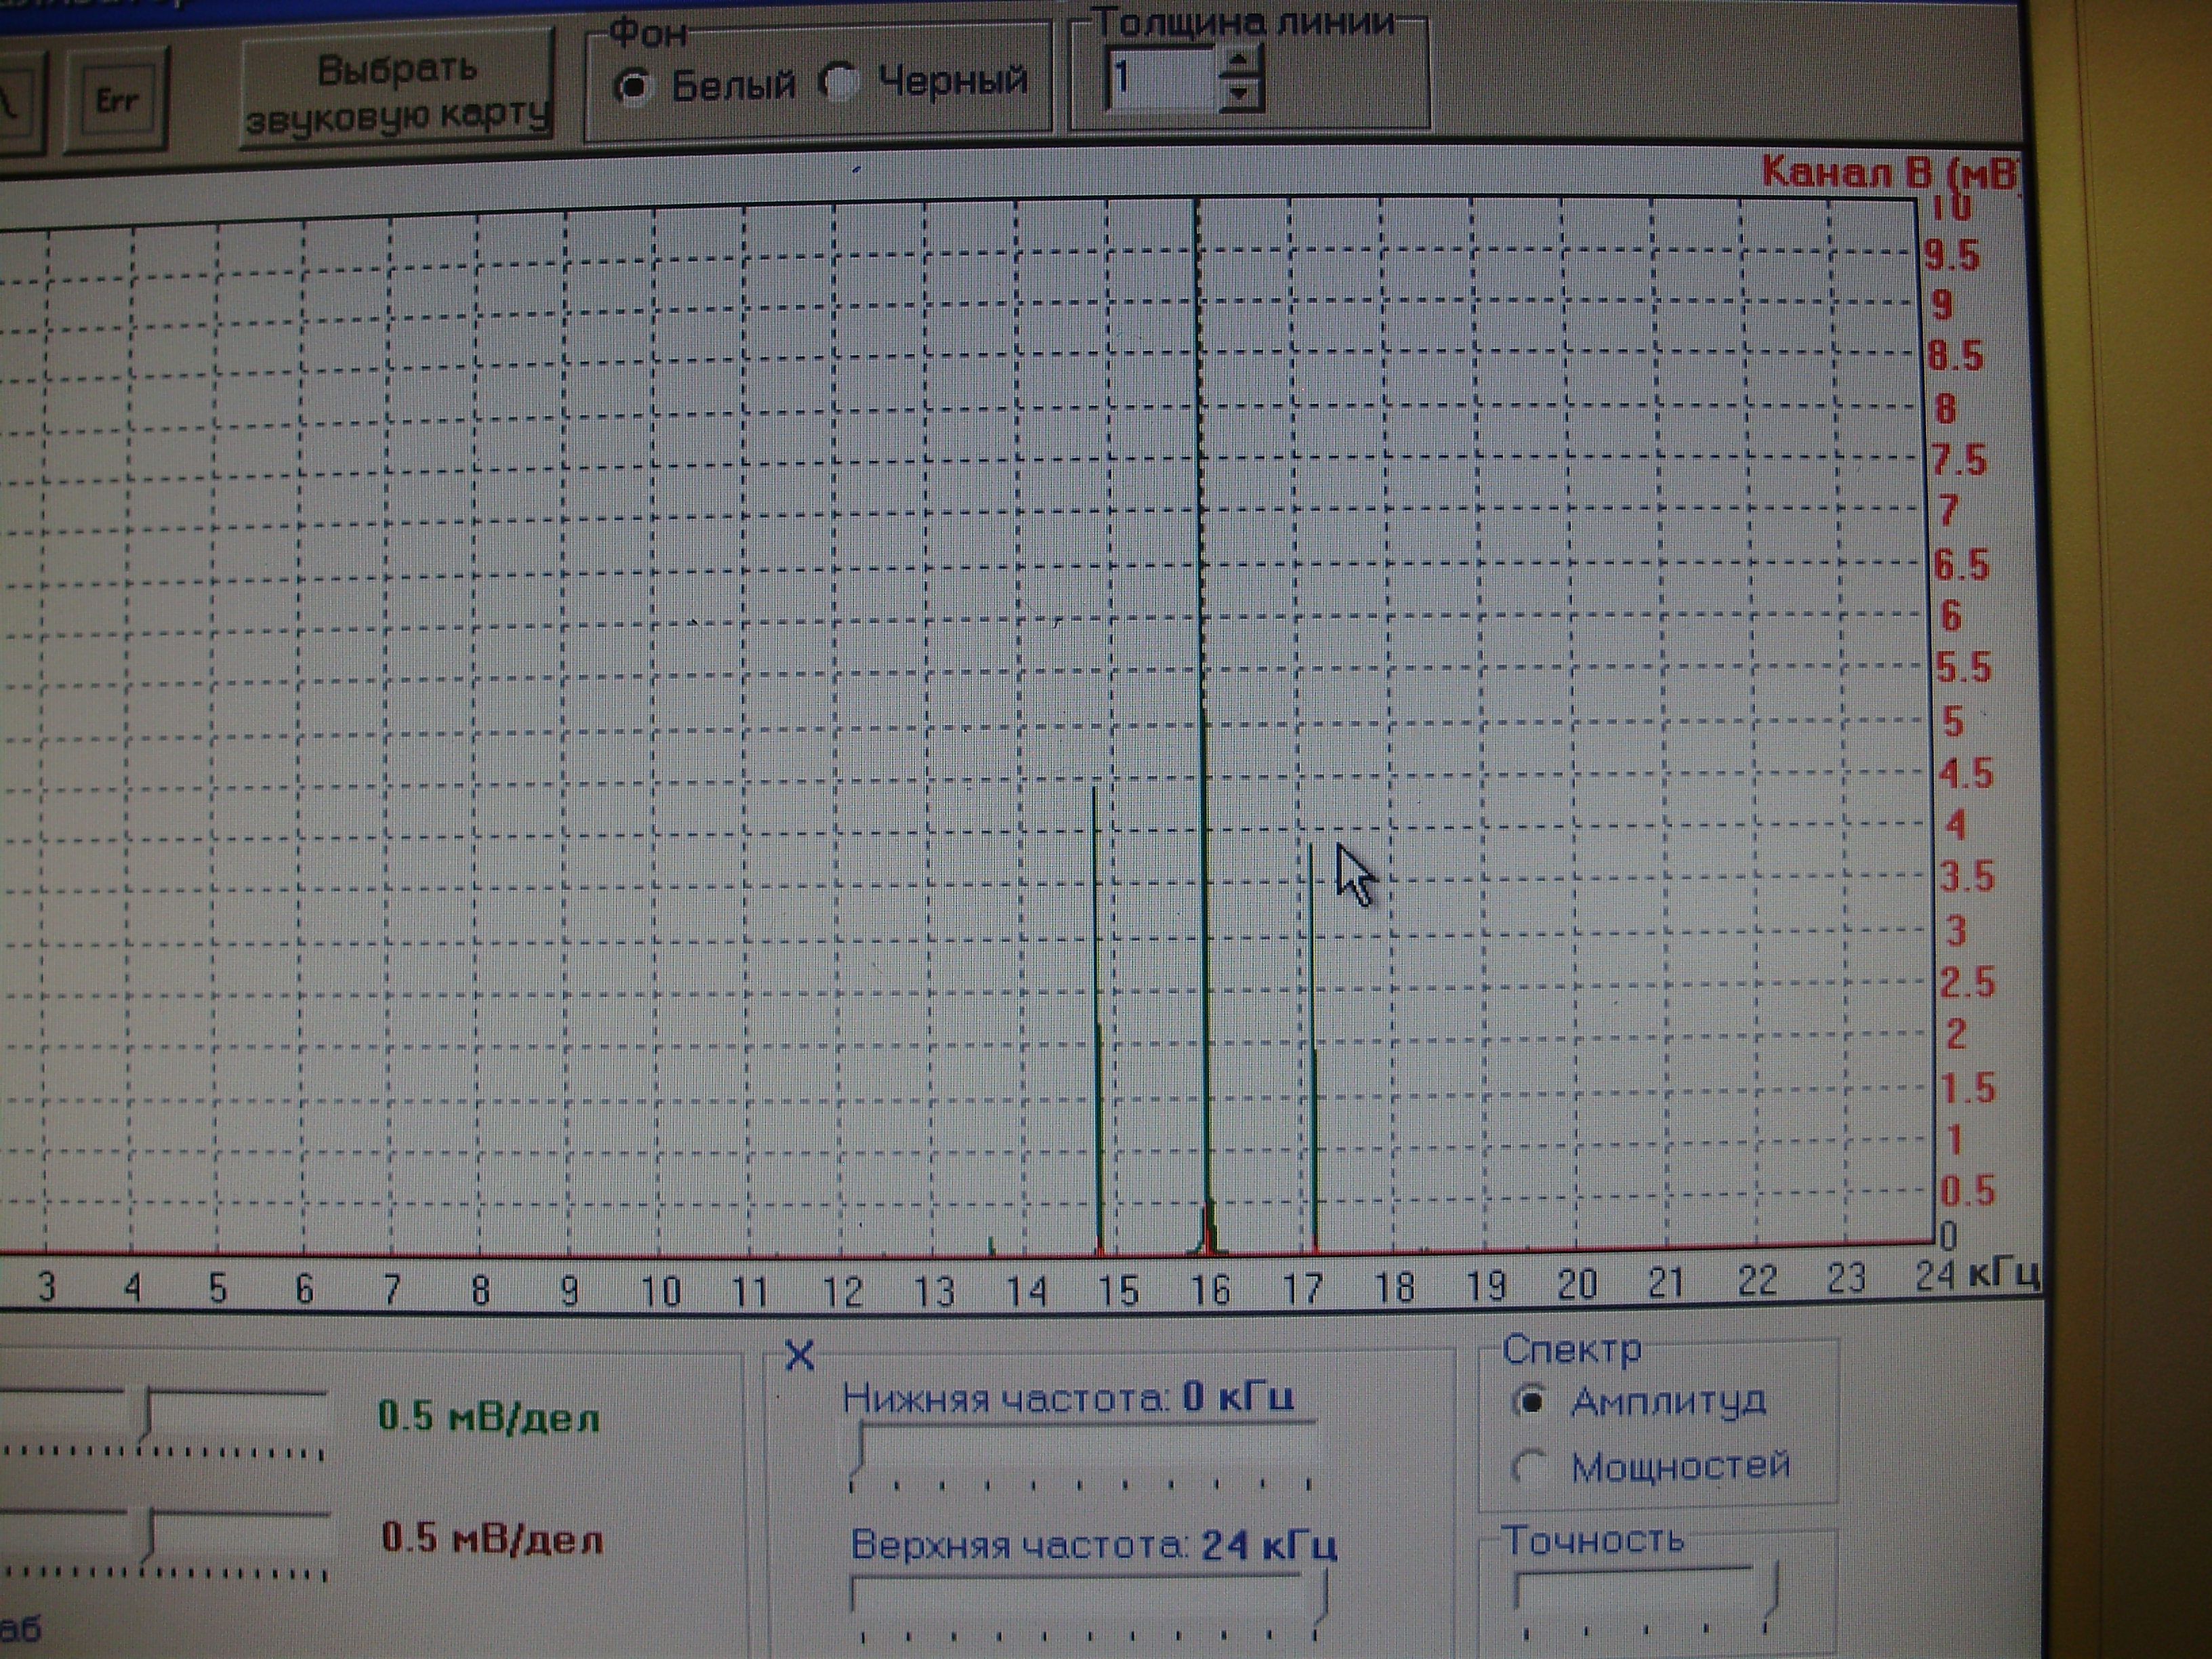 Err
Выбрать
звуковую карту
Фон
Белый
Черный
Толщина линии
1
Канал В (мВ
10
9.5
9
8.5
8
7.5
7
6.5
6
5.5
5
4.5
4
3.5
3
2.5
2
1.5
1
0.5
0
3 4 5 6 7 8 9 10 11 12 13 14 15 16 17 18 19 20 21 22 23 24 кГц
0.5 мВ/дел
0.5 мВ/дел
аб
X
Нижняя частота: 0 кГц
Верхняя частота: 24 кГц
Спектр
Амплитуд
Мощностей
Точность